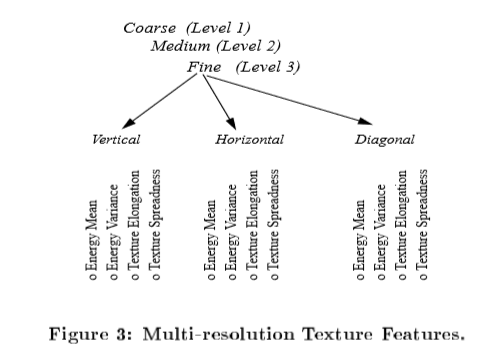 Coarse (Level 1)
Medium (Level 2)
Fine (Level 3)
Vertical
Horizontal
Diagonal
o Energy Mean
o Energy Variance
o Texture Elongation
o Texture Spreadness
o Energy Mean
o Energy Variance
o Texture Elongation
o Texture Spreadness
o Energy Mean
o Energy Variance
o Texture Elongation
o Texture Spreadness
Figure 3: Multi-resolution Texture Features.